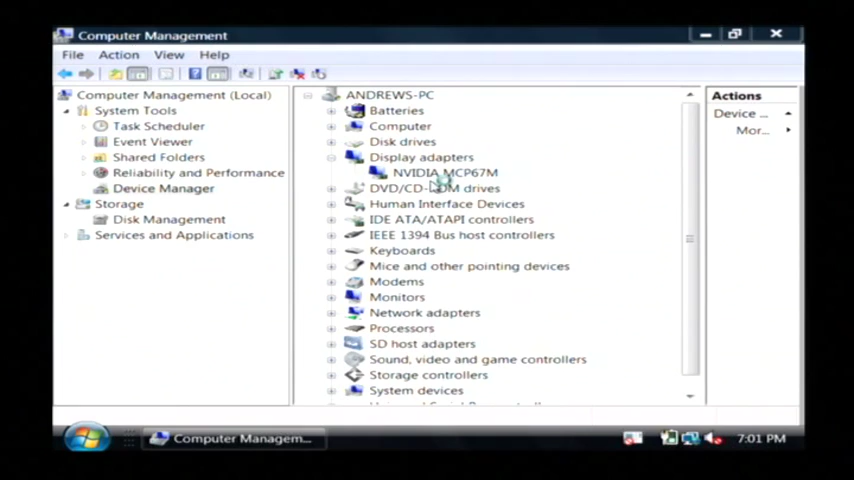 Computer Management
File Action View Help
Computer Management (Local)
System Tools
Task Scheduler
Event Viewer
Shared Folders
Reliability and Performance
Device Manager
Storage
Disk Management
Services and Applications
ANDREWS-PC
Batteries
Computer
Disk drives
Display adapters
NVIDIA MCP67M
DVD/CD-ROM drives
Human Interface Devices
IDE ATA/ATAPI controllers
IEEE 1394 Bus host controllers
Keyboards
Mice and other pointing devices
Modems
Monitors
Network adapters
Processors
SD host adapters
Sound, video and game controllers
Storage controllers
System devices
Actions
Device ...
Mor...
Computer Managem...
7:01 PM